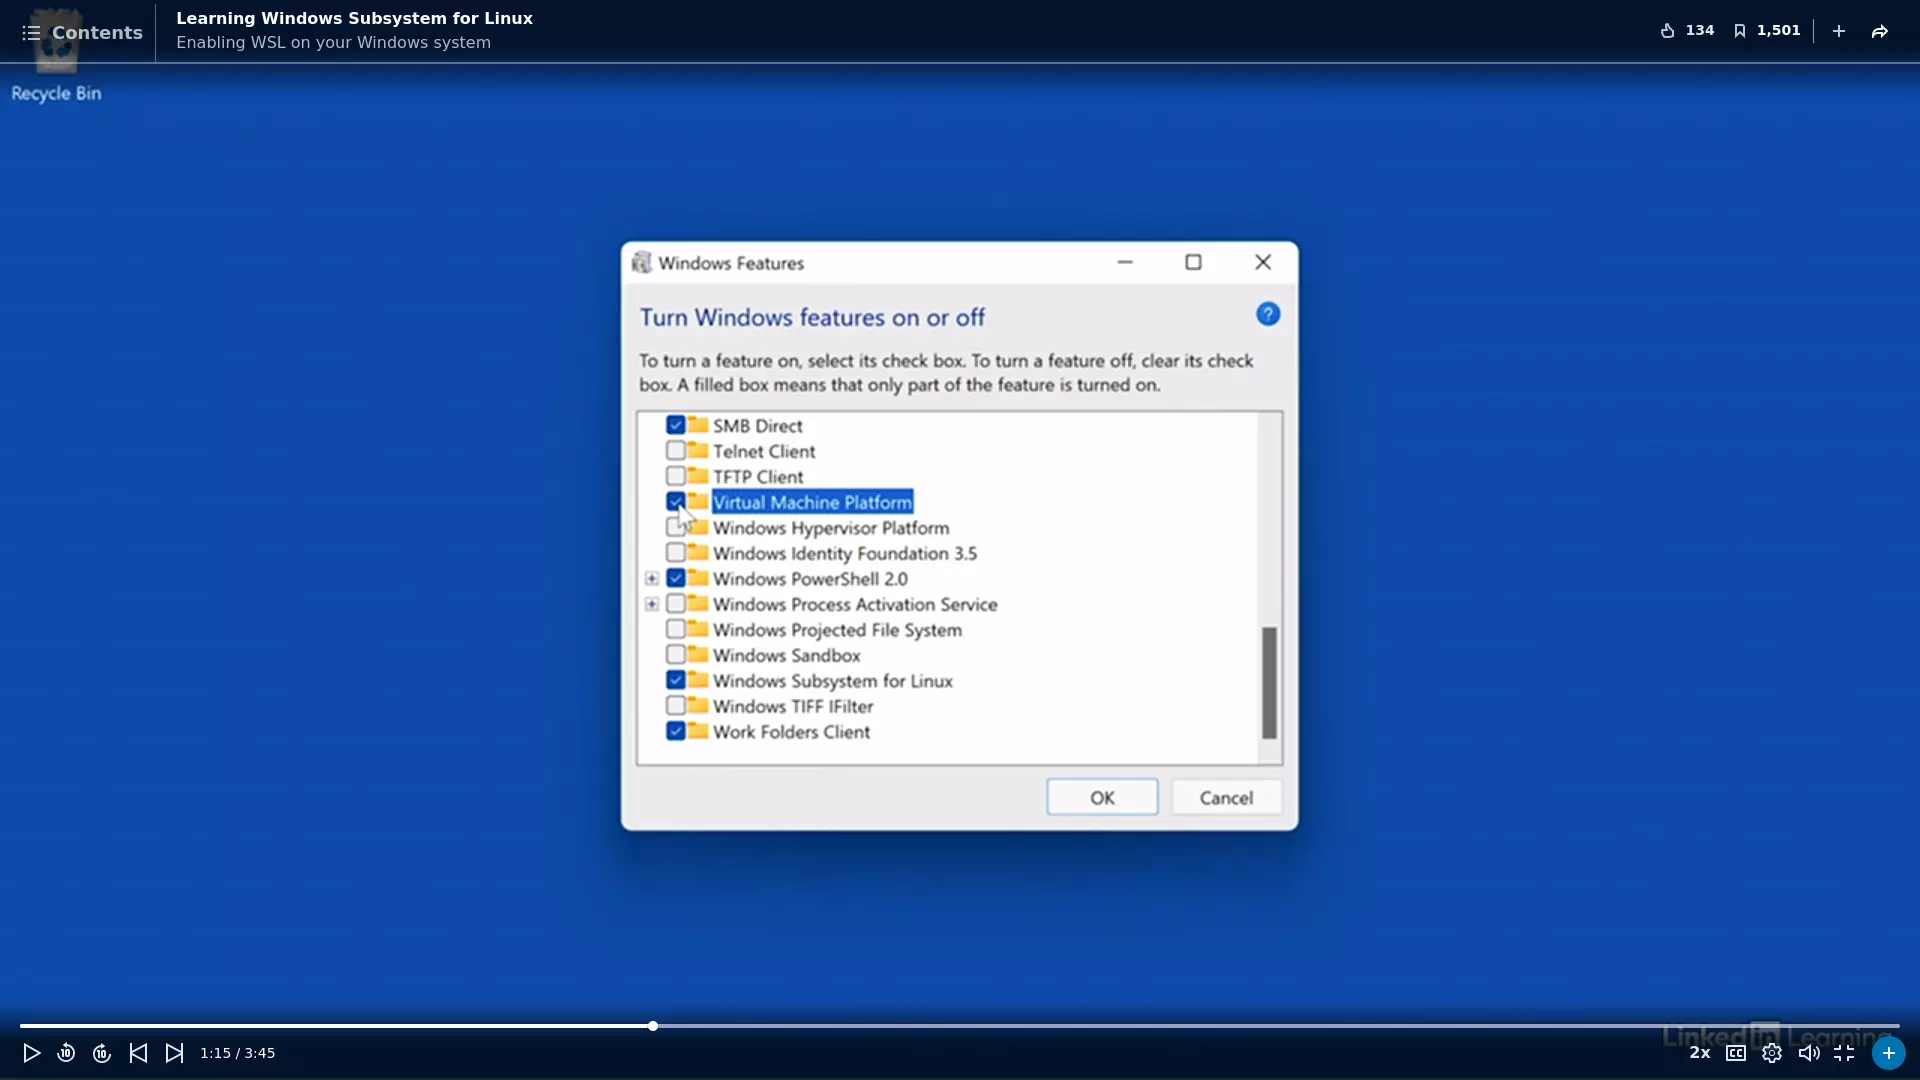 Contents
Learning Windows Subsystem for Linux
Enabling WSL on your Windows system
134
1,501
Recycle Bin
Windows Features
Turn Windows features on or off
To turn a feature on, select its check box. To turn a feature off, clear its check
box. A filled box means that only part of the feature is turned on.
SMB Direct
Telnet Client
TFTP Client
Virtual Machine Platform
Windows Hypervisor Platform
Windows Identity Foundation 3.5
Windows PowerShell 2.0
Windows Process Activation Service
Windows Projected File System
Windows Sandbox
Windows Subsystem for Linux
Windows TIFF IFilter
Work Folders Client
OK
Cancel
LinkedIn Learning
10
10
1:15 / 3:45
2x
CC